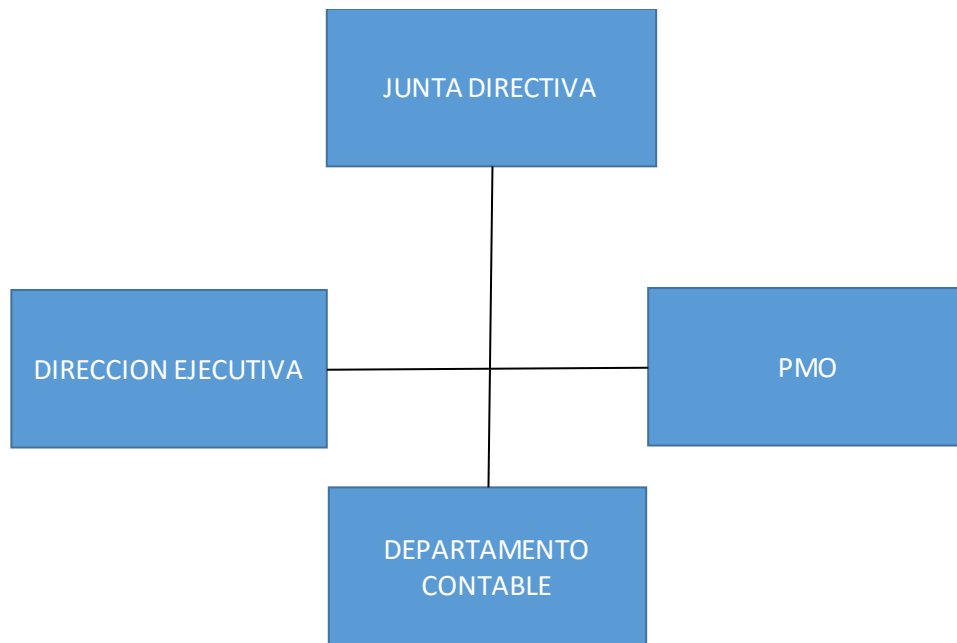 JUNTA DIRECTIVA
DIRECCION EJECUTIVA
PMO
DEPARTAMENTO
CONTABLE